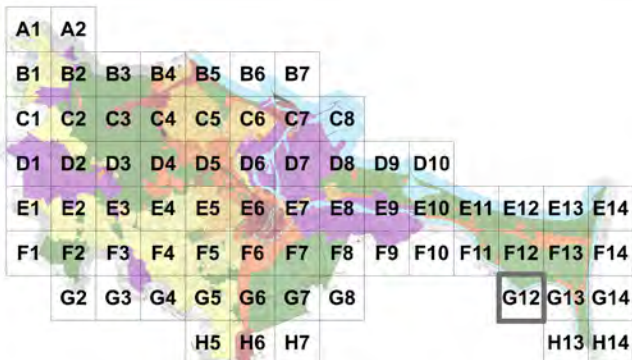 A1 A2
B1 B2 B3 B4 B5 B6 B7
C1 C2 C3 C4 C5 C6 C7 C8
D1 D2 D3 D4 D5 D6 D7 D8 D9 D10
E1 E2 E3 E4 E5 E6 E7 E8 E9 E10 E11 E12 E13 E14
F1 F2 F3 F4 F5 F6 F7 F8 F9 F10 F11 F12 F13 F14
G2 G3 G4 G5 G6 G7 G8 G12 G13 G14
H5 H6 H7 H13 H14